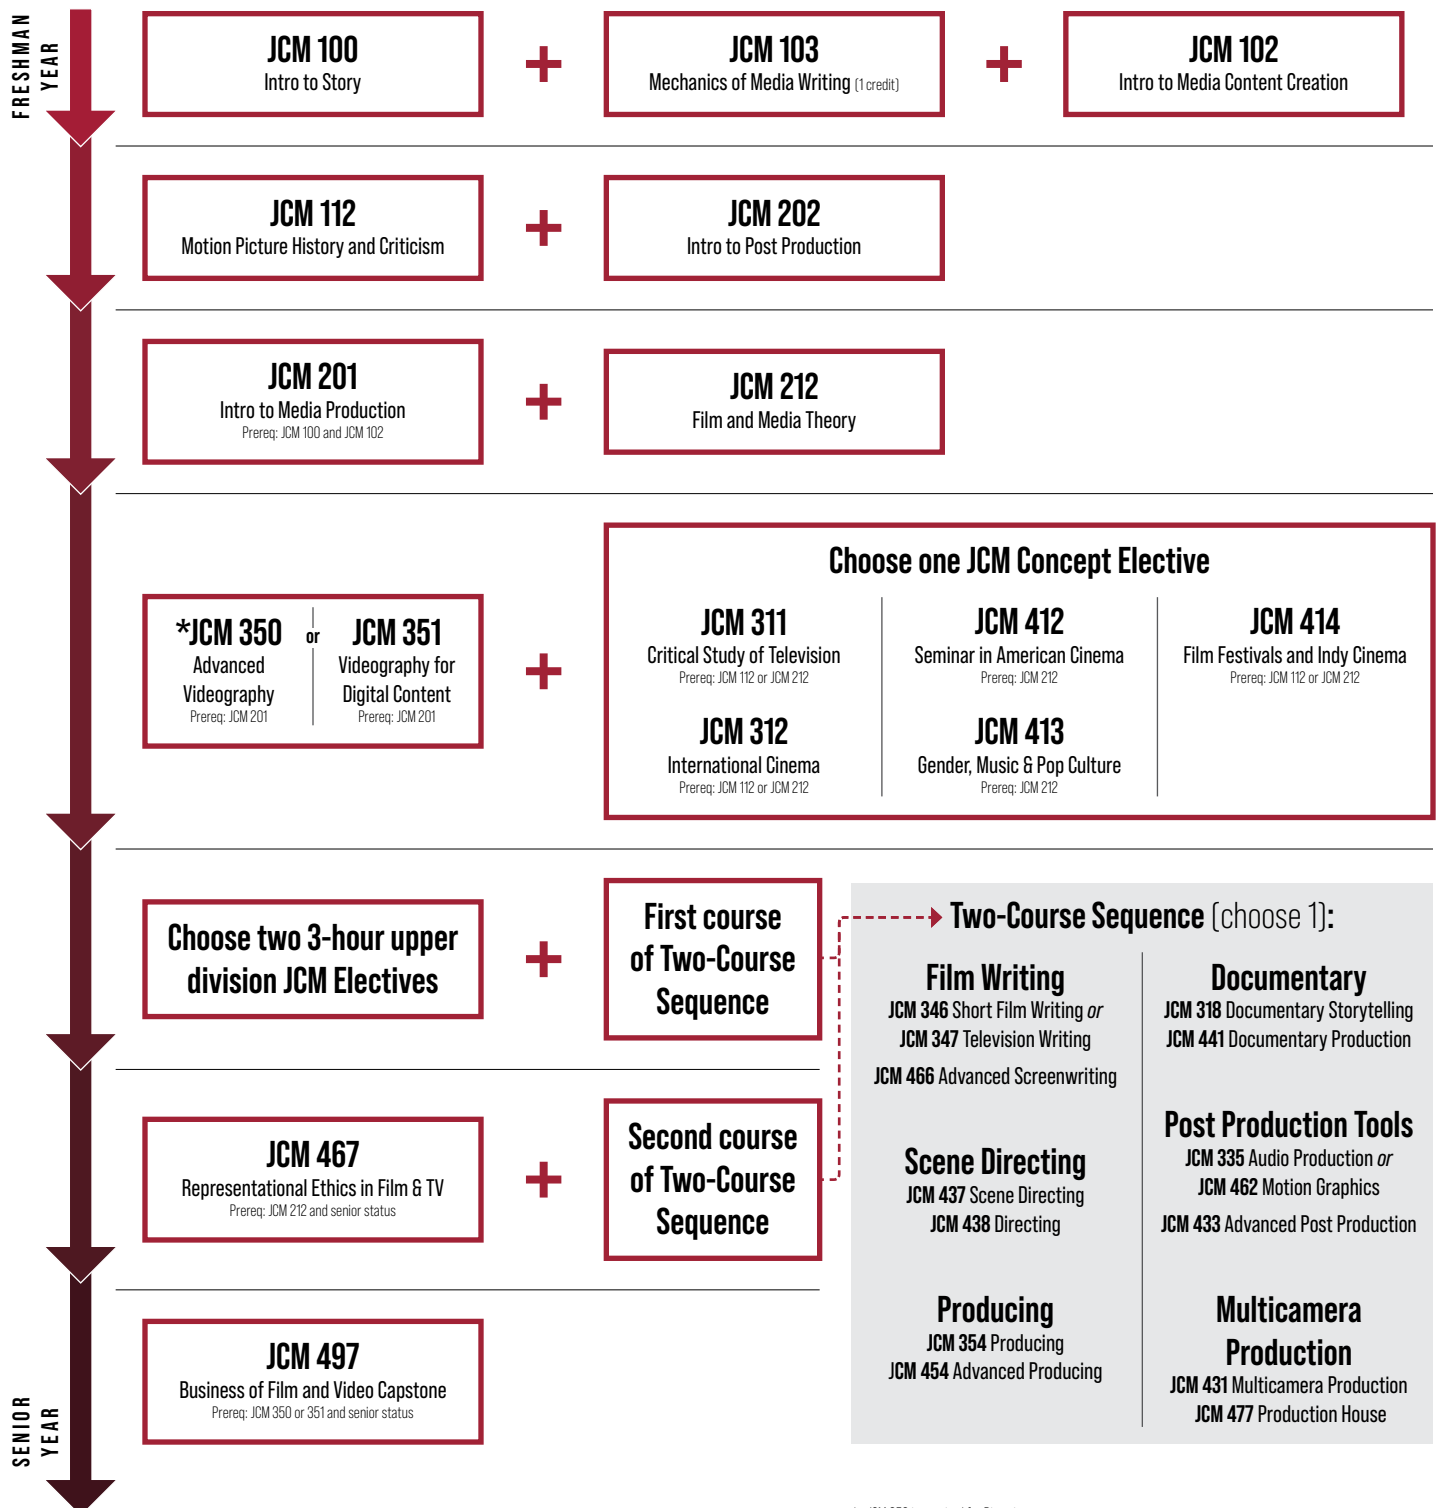 FRESHMAN
YEAR
JCM 100
Intro to Story
+
JCM 103
Mechanics of Media Writing (1 credit)
+
JCM 102
Intro to Media Content Creation
JCM 112
Motion Picture History and Criticism
+
JCM 202
Intro to Post Production
JCM 201
Intro to Media Production
Prereq: JCM 100 and JCM 102
+
JCM 212
Film and Media Theory
*JCM 350
Advanced
Videography
Prereq: JCM 201
or
JCM 351
Videography for
Digital Content
Prereq: JCM 201
+
Choose one JCM Concept Elective
JCM 311
Critical Study of Television
Prereq: JCM 112 or JCM 212
JCM 312
International Cinema
Prereq: JCM 112 or JCM 212
JCM 412
Seminar in American Cinema
Prereq: JCM 212
JCM 413
Gender, Music & Pop Culture
Prereq: JCM 212
JCM 414
Film Festivals and Indy Cinema
Prereq: JCM 112 or JCM 212
Choose two 3-hour upper
division JCM Electives
+
First course
of Two-Course
Sequence
JCM 467
Representational Ethics in Film & TV
Prereq: JCM 212 and senior status
+
Second course
of Two-Course
Sequence
Two-Course Sequence (choose 1):
Film Writing
JCM 346 Short Film Writing or
JCM 347 Television Writing
JCM 466 Advanced Screenwriting
Scene Directing
JCM 437 Scene Directing
JCM 438 Directing
Producing
JCM 354 Producing
JCM 454 Advanced Producing
Documentary
JCM 318 Documentary Storytelling
JCM 441 Documentary Production
Post Production Tools
JCM 335 Audio Production or
JCM 462 Motion Graphics
JCM 433 Advanced Post Production
Multicamera
Production
JCM 431 Multicamera Production
JCM 477 Production House
JCM 497
Business of Film and Video Capstone
Prereq: JCM 350 or 351 and senior status
SENIOR
YEAR